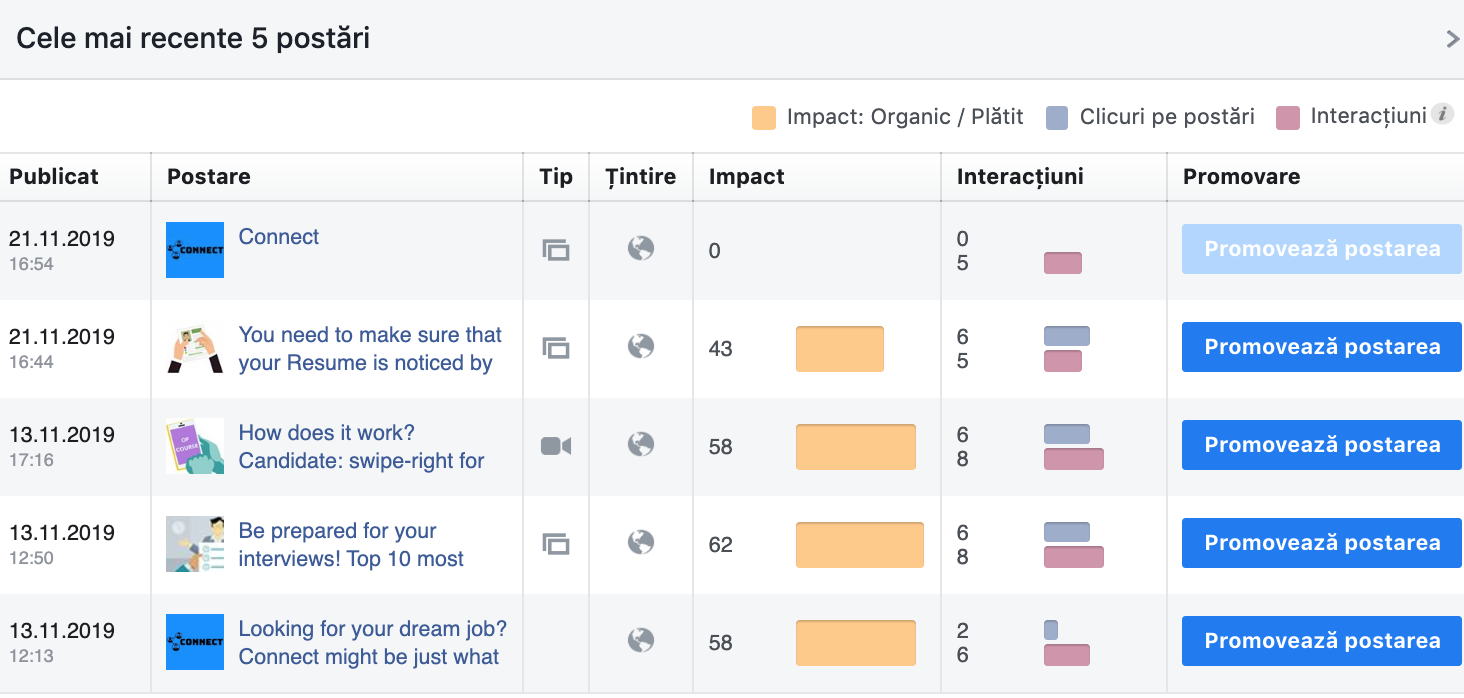 Cele mai recente 5 postări
Impact: Organic / Plătit Clicuri pe postări Interacțiuni i
Publicat Postare Tip Țintire Impact Interacțiuni Promovare
21.11.2019
16:54
CONNECT
Connect
0
0
5
Promovează postarea
21.11.2019
16:44
You need to make sure that
your Resume is noticed by
43
6
5
Promovează postarea
13.11.2019
17:16
OP
COURSE
How does it work?
Candidate: swipe-right for
58
6
8
Promovează postarea
13.11.2019
12:50
Be prepared for your
interviews! Top 10 most
62
6
8
Promovează postarea
13.11.2019
12:13
CONNECT
Looking for your dream job?
Connect might be just what
58
2
6
Promovează postarea